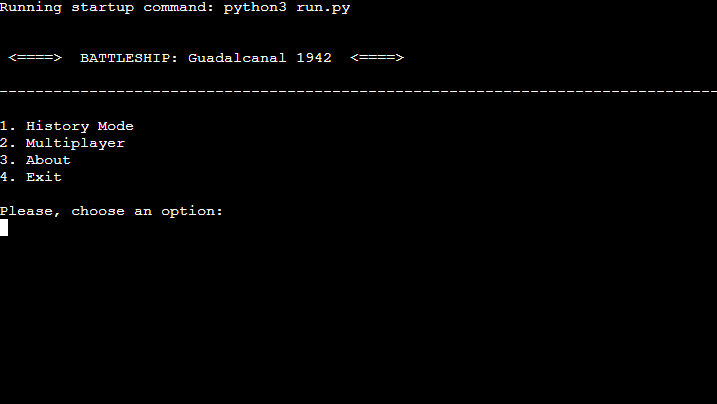 Running startup command: python3 run.py
<====>  BATTLESHIP: Guadalcanal 1942  <====>
--------------------------------------------------------------------------------
1. History Mode
2. Multiplayer
3. About
4. Exit
Please, choose an option: